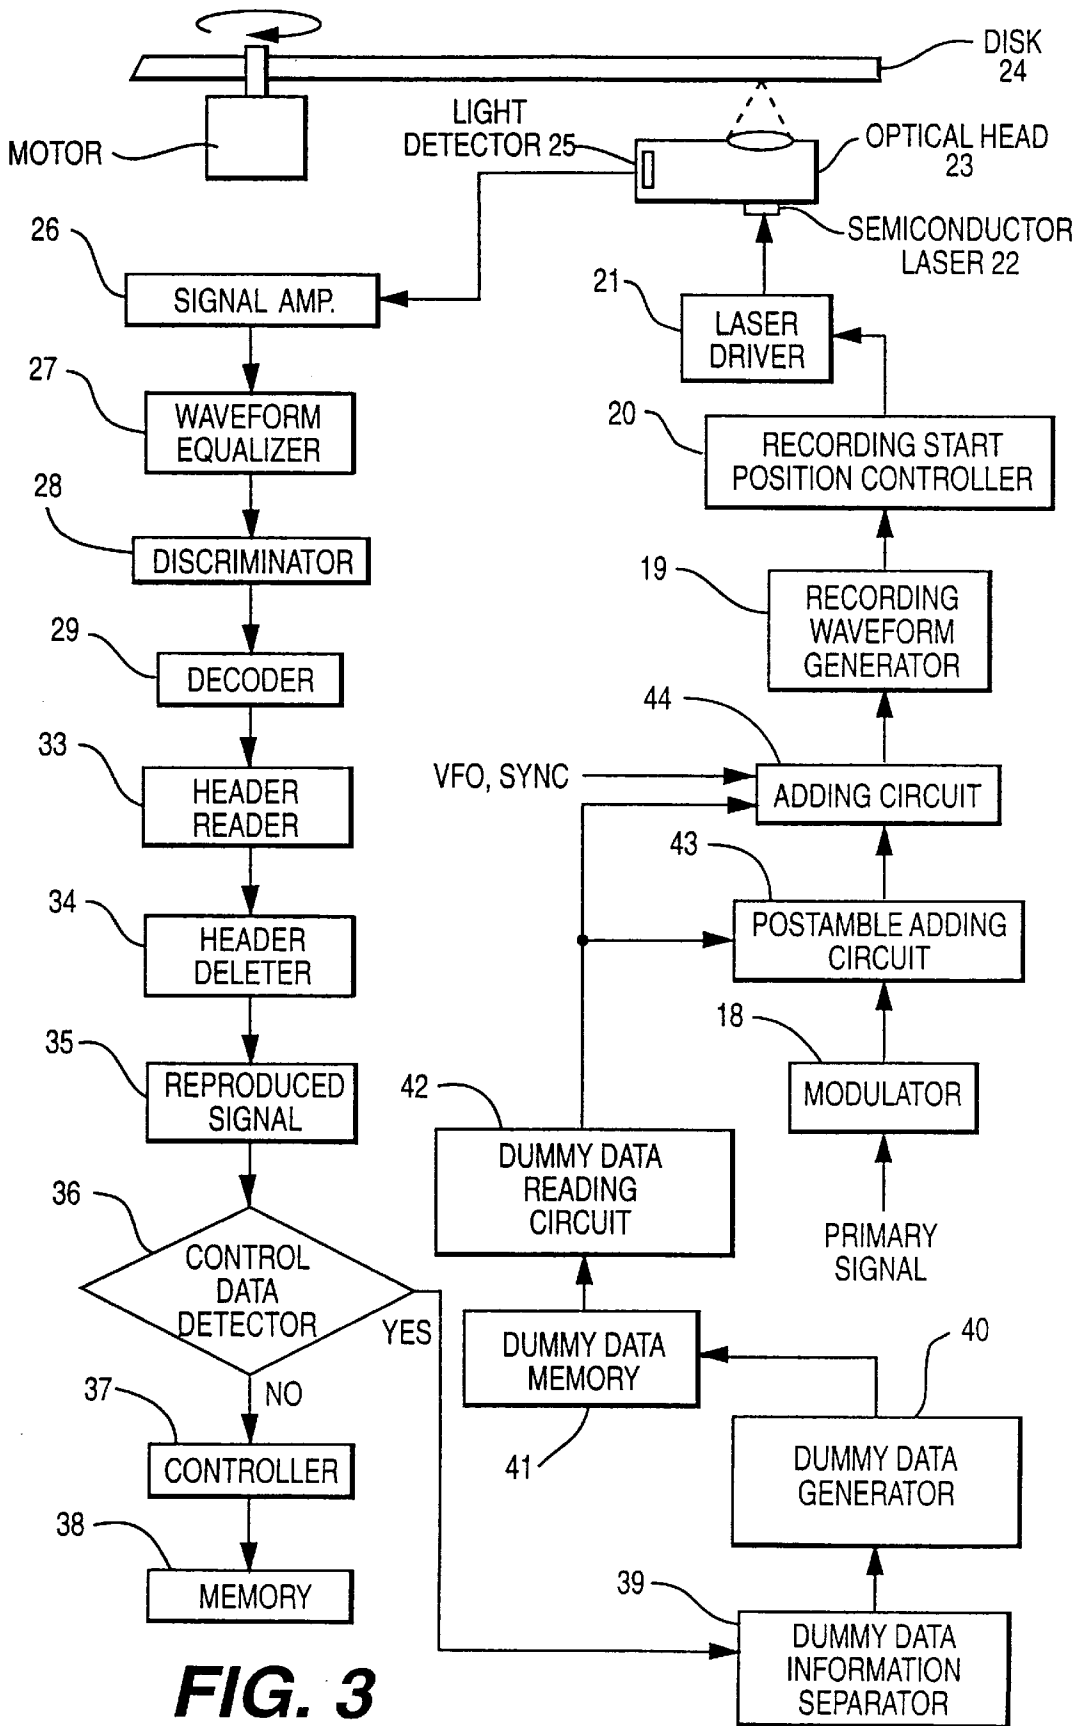 DISK
24
LIGHT
DETECTOR 25
MOTOR
OPTICAL HEAD
23
SEMICONDUCTOR
LASER 22
26
SIGNAL AMP.
21
LASER
DRIVER
27
WAVEFORM
EQUALIZER
20
RECORDING START
POSITION CONTROLLER
28
DISCRIMINATOR
19
RECORDING
WAVEFORM
GENERATOR
29
DECODER
44
VFO, SYNC
ADDING CIRCUIT
33
HEADER
READER
43
POSTAMBLE ADDING
CIRCUIT
34
HEADER
DELETER
18
MODULATOR
35
REPRODUCED
SIGNAL
42
DUMMY DATA
READING
CIRCUIT
PRIMARY
SIGNAL
36
CONTROL
DATA
DETECTOR
YES
NO
DUMMY DATA
MEMORY
41
40
DUMMY DATA
GENERATOR
37
CONTROLLER
38
MEMORY
39
DUMMY DATA
INFORMATION
SEPARATOR
FIG. 3